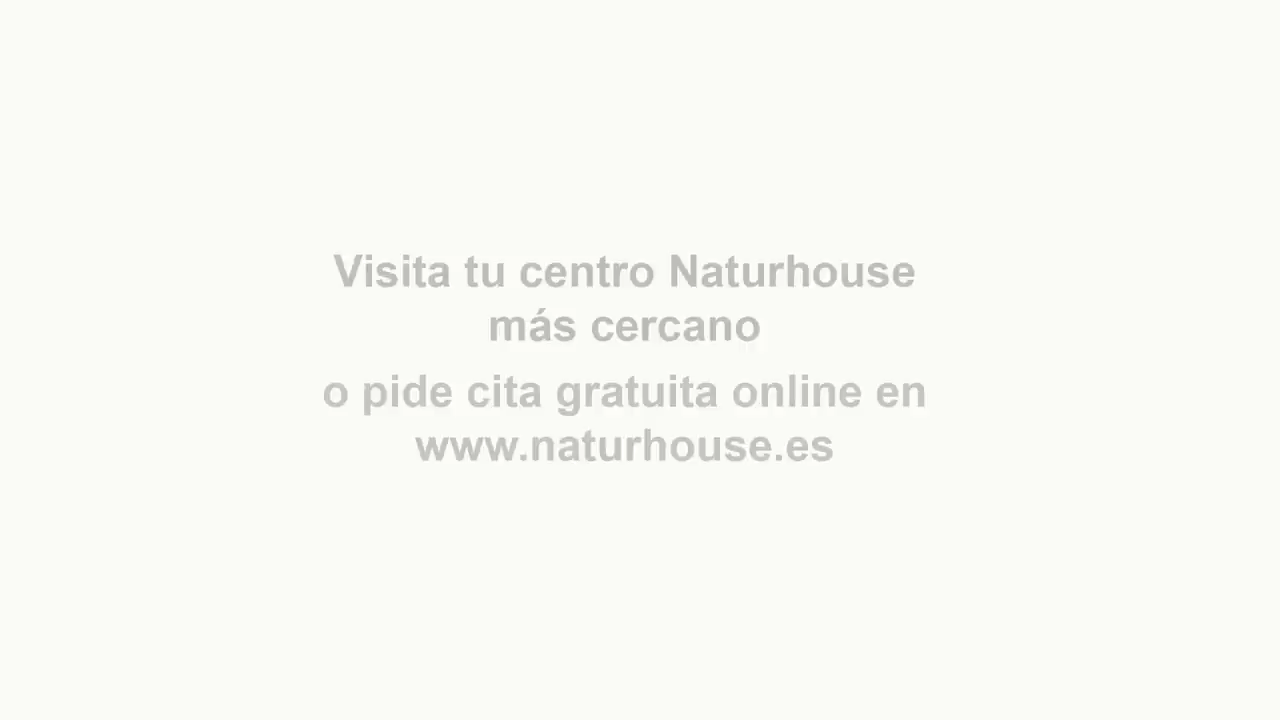 Visita tu centro Naturhouse
más cercano
o pide cita gratuita online en
www.naturhouse.es